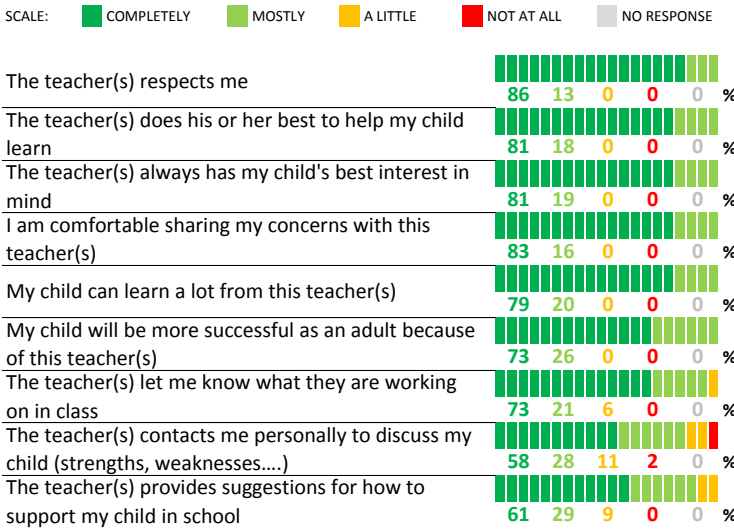 SCALE: COMPLETELY MOSTLY A LITTLE NOT AT ALL NO RESPONSE
The teacher(s) respects me
86 13 0 0 0 %
The teacher(s) does his or her best to help my child
learn
81 18 0 0 0 %
The teacher(s) always has my child's best interest in
mind
81 19 0 0 0 %
I am comfortable sharing my concerns with this
teacher(s)
83 16 0 0 0 %
My child can learn a lot from this teacher(s)
79 20 0 0 0 %
My child will be more successful as an adult because
of this teacher(s)
73 26 0 0 0 %
The teacher(s) let me know what they are working
on in class
73 21 6 0 0 %
The teacher(s) contacts me personally to discuss my
child (strengths, weaknesses....)
58 28 11 2 0 %
The teacher(s) provides suggestions for how to
support my child in school
61 29 9 0 0 %